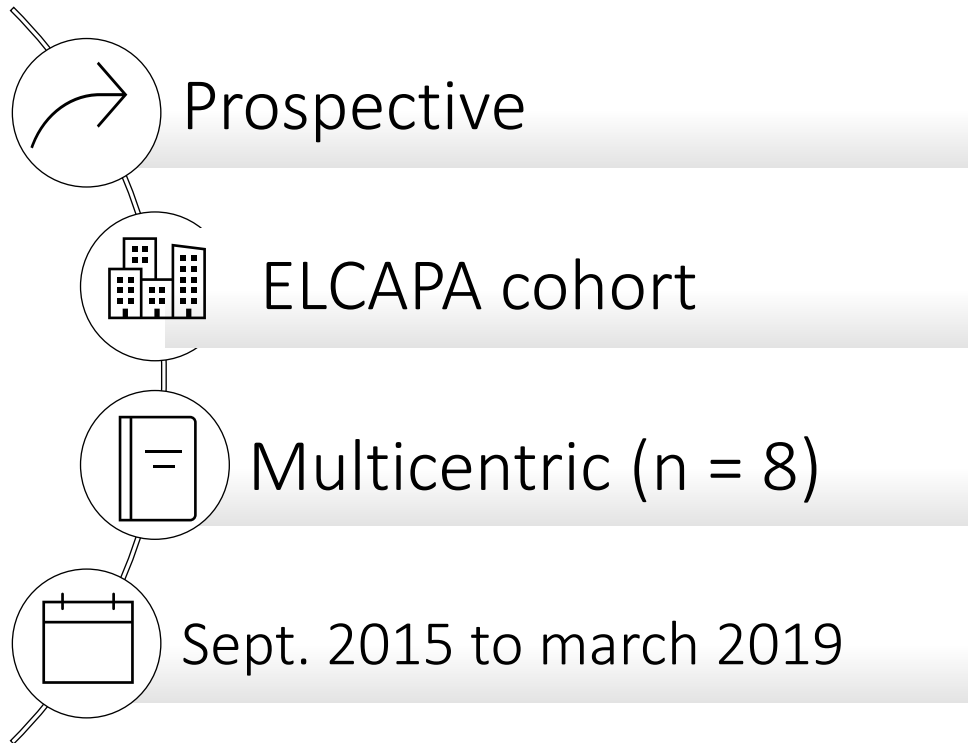 Prospective
ELCAPA cohort
Multicentric (n = 8)
Sept. 2015 to march 2019